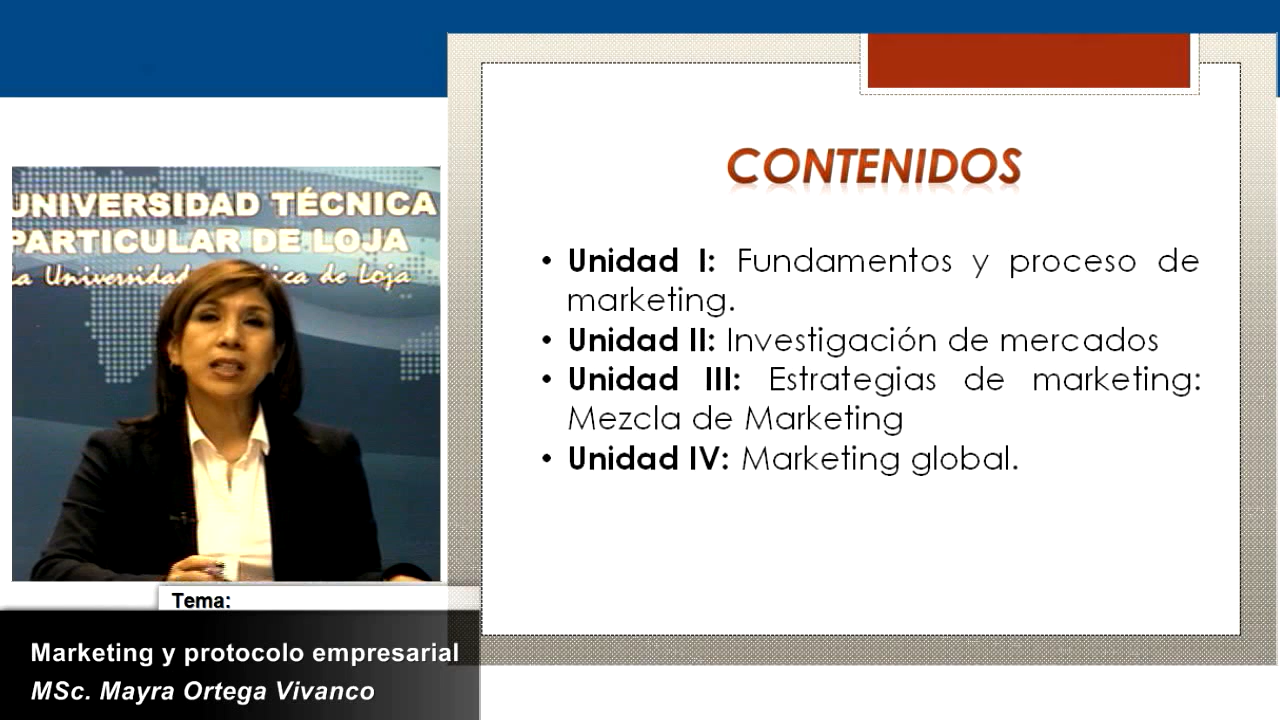 UNIVERSIDAD TÉCNICA
PARTICULAR DE LOJA
La Universidad de Loja
CONTENIDOS
• Unidad I: Fundamentos y proceso de
marketing.
• Unidad II: Investigación de mercados
• Unidad III: Estrategias de marketing:
Mezcla de Marketing
• Unidad IV: Marketing global.
Tema:
Marketing y protocolo empresarial
MSc. Mayra Ortega Vivanco